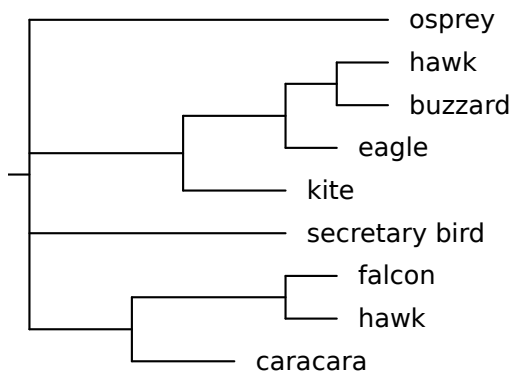 osprey
hawk
buzzard
eagle
kite
secretary bird
falcon
hawk
caracara